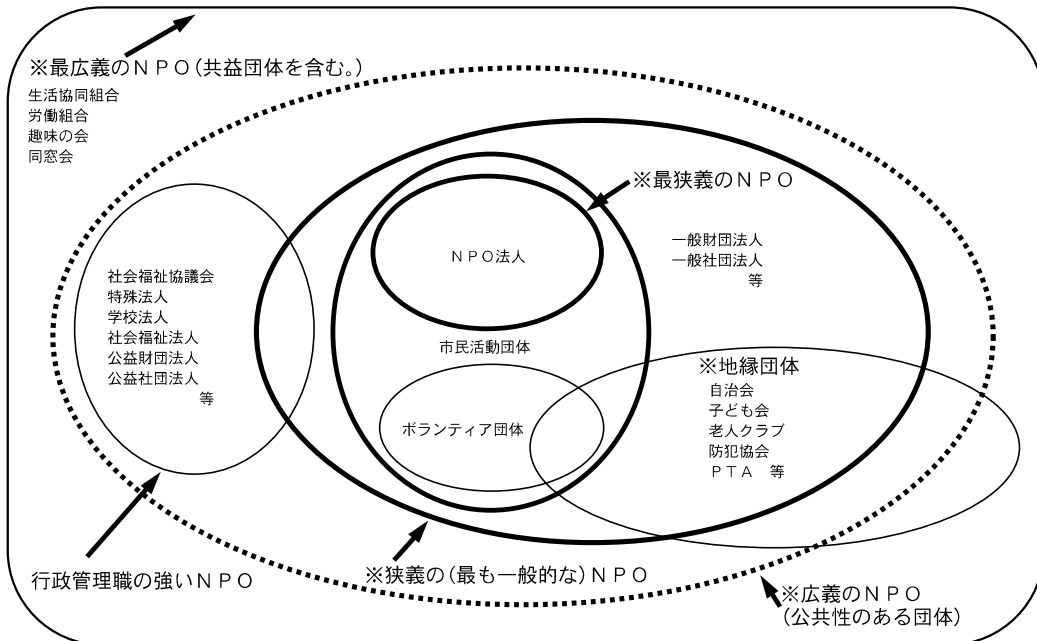 ※最広義のＮＰＯ（共益団体を含む。）
生活協同組合
労働組合
趣味の会
同窓会
※最狭義のＮＰＯ
ＮＰＯ法人
一般財団法人
一般社団法人
等
社会福祉協議会
特殊法人
学校法人
社会福祉法人
公益財団法人
公益社団法人
等
市民活動団体
※地縁団体
自治会
子ども会
老人クラブ
防犯協会
ＰＴＡ　等
ボランティア団体
行政管理職の強いＮＰＯ
※狭義の（最も一般的な）ＮＰＯ
※広義のＮＰＯ
（公共性のある団体）